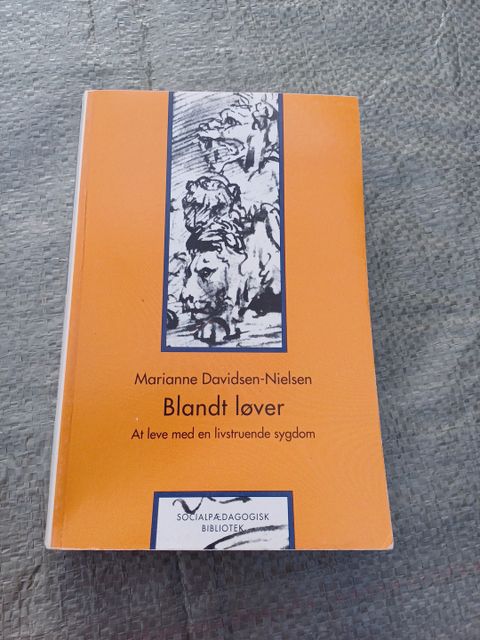 Marianne Davidsen-Nielsen
Blandt løver
At leve med en livstruende sygdom
SOCIALPÆDAGOGISK
BIBLIOTEK